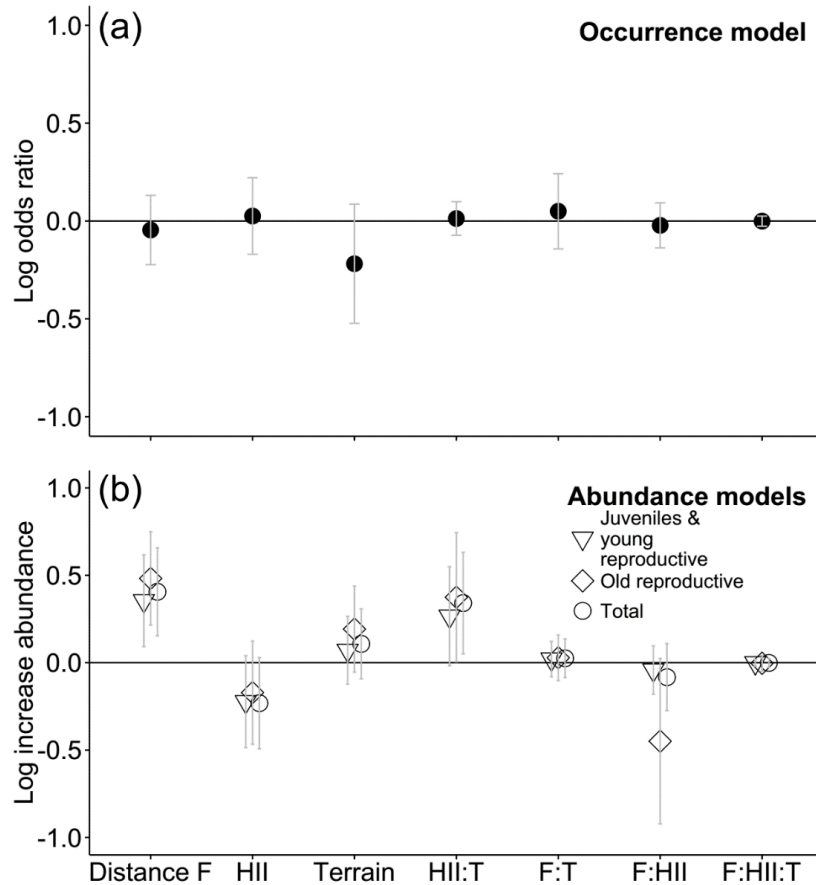 (a)
Occurrence model
1.0
0.5
0.0
-0.5
-1.0
Log odds ratio
(b)
Abundance models
Juveniles &
young
reproductive
Old reproductive
Total
1.0
0.5
0.0
-0.5
-1.0
Log increase abundance
Distance F HII Terrain HII:T F:T F:HII F:HII:T